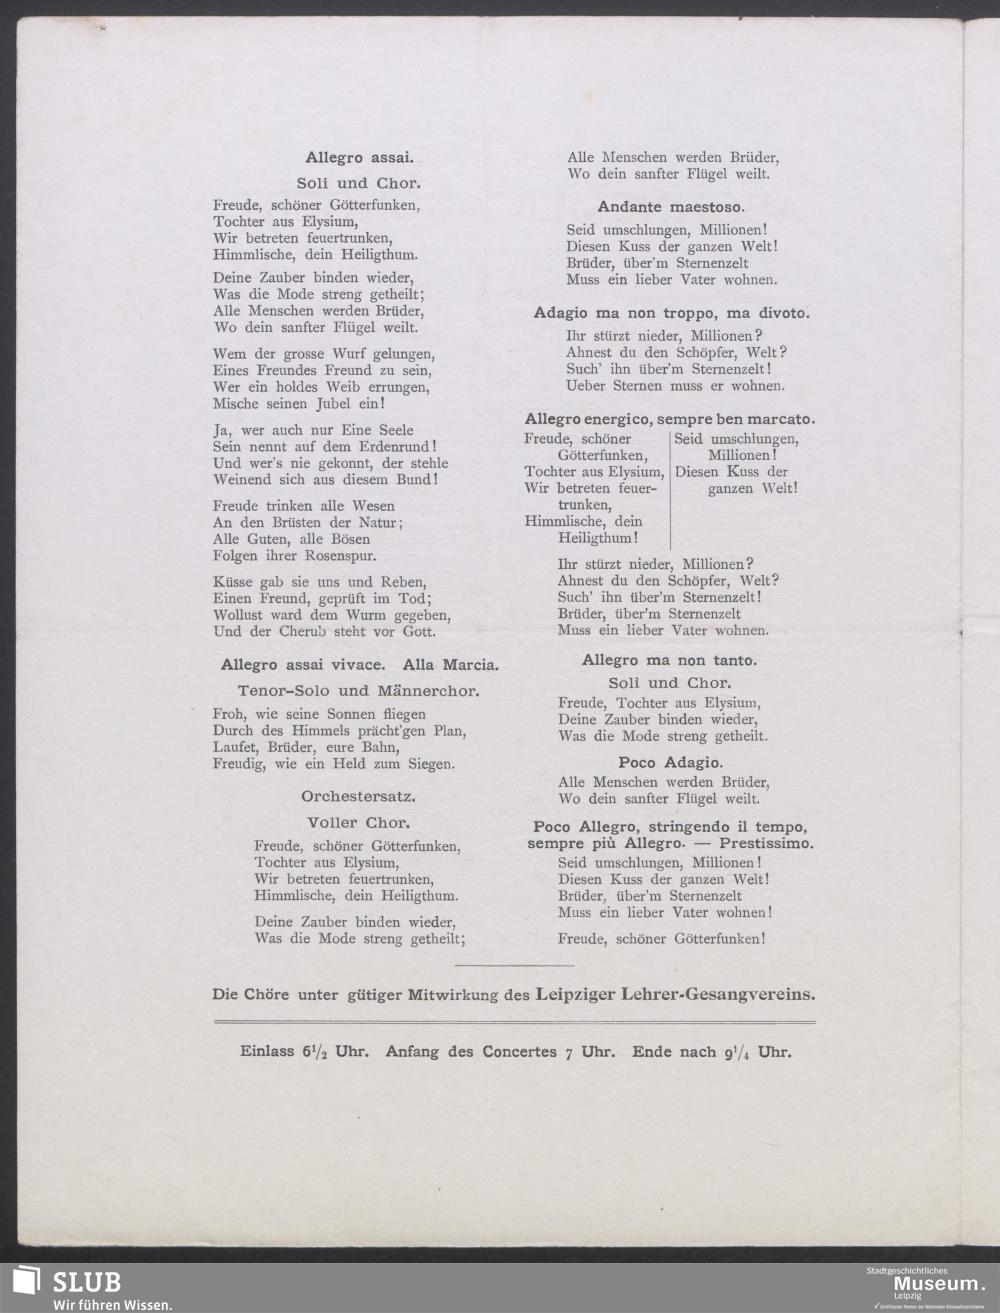 Allegro assai.
Soli und Chor.
Freude, schöner Götterfunken,
Tochter aus Elysium,
Wir betreten feuertrunken,
Himmlische, dein Heiligthum.
Deine Zauber binden wieder,
Was die Mode streng getheilt;
Alle Menschen werden Brüder,
Wo dein sanfter Flügel weilt.
Wem der grosse Wurf gelungen,
Eines Freundes Freund zu sein,
Wer ein holdes Weib errungen,
Mische seinen Jubel ein!
Ja, wer auch nur Eine Seele
Sein nennt auf dem Erdenrund!
Und wer's nie gekonnt, der stehle
Weinend sich aus diesem Bund!
Freude trinken alle Wesen
An den Brüsten der Natur;
Alle Guten, alle Bösen
Folgen ihrer Rosenspur.
Küsse gab sie uns und Reben,
Einen Freund, geprüft im Tod;
Wollust ward dem Wurm gegeben,
Und der Cherub steht vor Gott.
Allegro assai vivace. Alla Marcia.
Tenor-Solo und Männerchor.
Froh, wie seine Sonnen fliegen
Durch des Himmels prächt'gen Plan,
Laufet, Brüder, eure Bahn,
Freudig, wie ein Held zum Siegen.
Orchestersatz.
Voller Chor.
Freude, schöner Götterfunken,
Tochter aus Elysium,
Wir betreten feuertrunken,
Himmlische, dein Heiligthum.
Deine Zauber binden wieder,
Was die Mode streng getheilt;
Alle Menschen werden Brüder,
Wo dein sanfter Flügel weilt.
Andante maestoso.
Seid umschlungen, Millionen!
Diesen Kuss der ganzen Welt!
Brüder, über'm Sternenzelt
Muss ein lieber Vater wohnen.
Adagio ma non troppo, ma divoto.
Ihr stürzt nieder, Millionen?
Ahnest du den Schöpfer, Welt?
Such' ihn über'm Sternenzelt!
Ueber Sternen muss er wohnen.
Allegro energico, sempre ben marcato.
Freude, schöner
Götterfunken,
Tochter aus Elysium,
Wir betreten feuer-
trunken,
Himmlische, dein
Heiligthum!
Seid umschlungen,
Millionen!
Diesen Kuss der
ganzen Welt!
Ihr stürzt nieder, Millionen?
Ahnest du den Schöpfer, Welt?
Such' ihn über'm Sternenzelt!
Brüder, über'm Sternenzelt
Muss ein lieber Vater wohnen.
Allegro ma non tanto.
Soli und Chor.
Freude, Tochter aus Elysium,
Deine Zauber binden wieder,
Was die Mode streng getheilt.
Poco Adagio.
Alle Menschen werden Brüder,
Wo dein sanfter Flügel weilt.
Poco Allegro, stringendo il tempo,
sempre più Allegro. — Prestissimo.
Seid umschlungen, Millionen!
Diesen Kuss der ganzen Welt!
Brüder, über'm Sternenzelt
Muss ein lieber Vater wohnen!
Freude, schöner Götterfunken!
Die Chöre unter gütiger Mitwirkung des Leipziger Lehrer-Gesangvereins.
Einlass 6½ Uhr. Anfang des Concertes 7 Uhr. Ende nach 9¼ Uhr.
SLUB
Wir führen Wissen.
Stadtgeschichtliches
Museum.
Leipzig
Zertifizierter Partner der Nationalen Klimaschutzinitiative